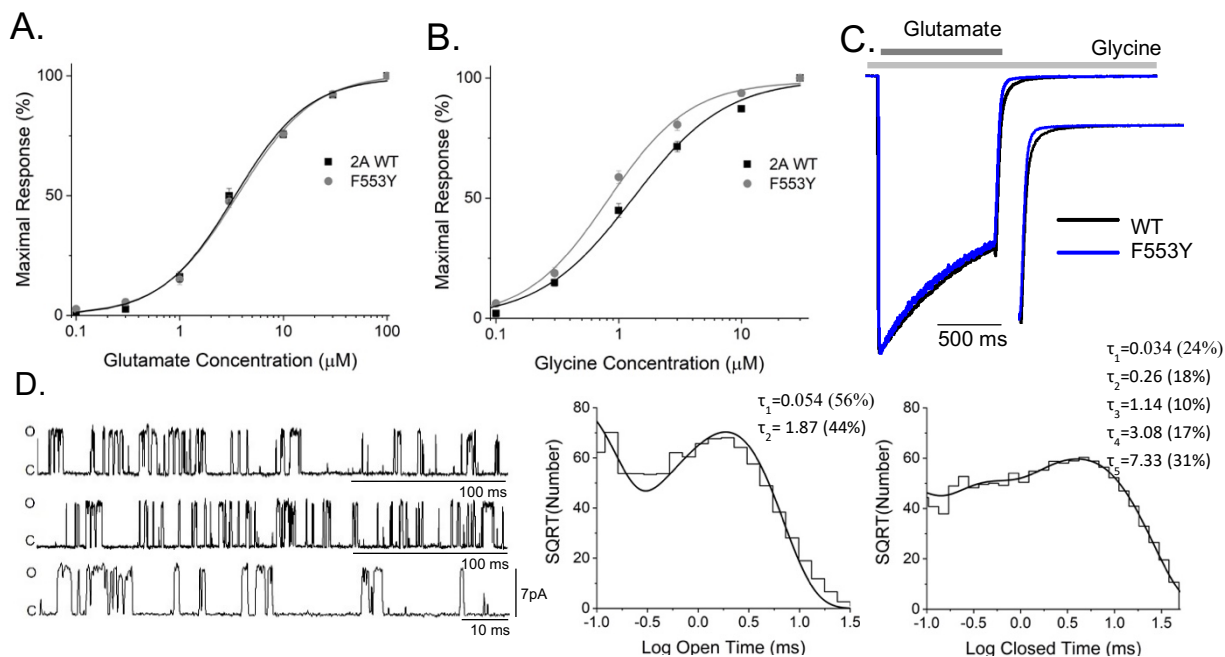 A.
100
50
0
0.1
1
10
100
Maximal Response (%)
Glutamate Concentration (μM)
2A WT
F553Y
B.
100
50
0
0.1
1
10
Maximal Response (%)
Glycine Concentration (μM)
2A WT
F553Y
C.
Glutamate
Glycine
WT
F553Y
500 ms
D.
O
C
100 ms
O
C
100 ms
O
C
7pA
10 ms
τ1=0.054 (56%)
τ2= 1.87 (44%)
80
60
40
20
0
-1.0
-0.5
0.0
0.5
1.0
1.5
SQRT(Number)
Log Open Time (ms)
τ1=0.034 (24%)
τ2=0.26 (18%)
τ3=1.14 (10%)
τ4=3.08 (17%)
τ5=7.33 (31%)
80
60
40
20
0
-1.0
-0.5
0.0
0.5
1.0
1.5
SQRT(Number)
Log Closed Time (ms)